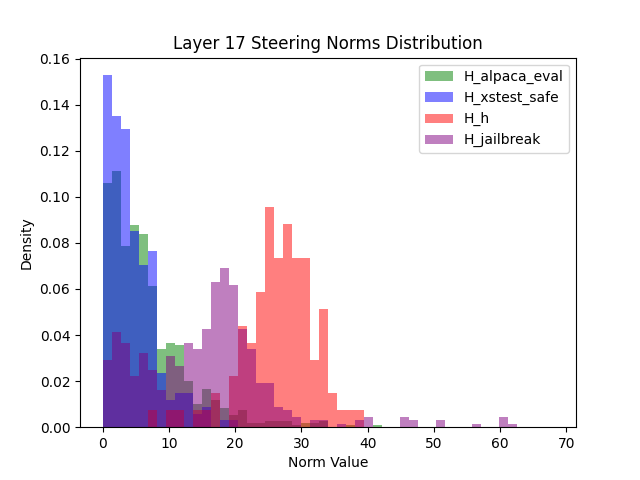 Layer 17 Steering Norms Distribution
H_alpaca_eval
H_xstest_safe
H_h
H_jailbreak
0.16
0.14
0.12
0.10
0.08
0.06
0.04
0.02
0.00
Density
0 10 20 30 40 50 60 70
Norm Value